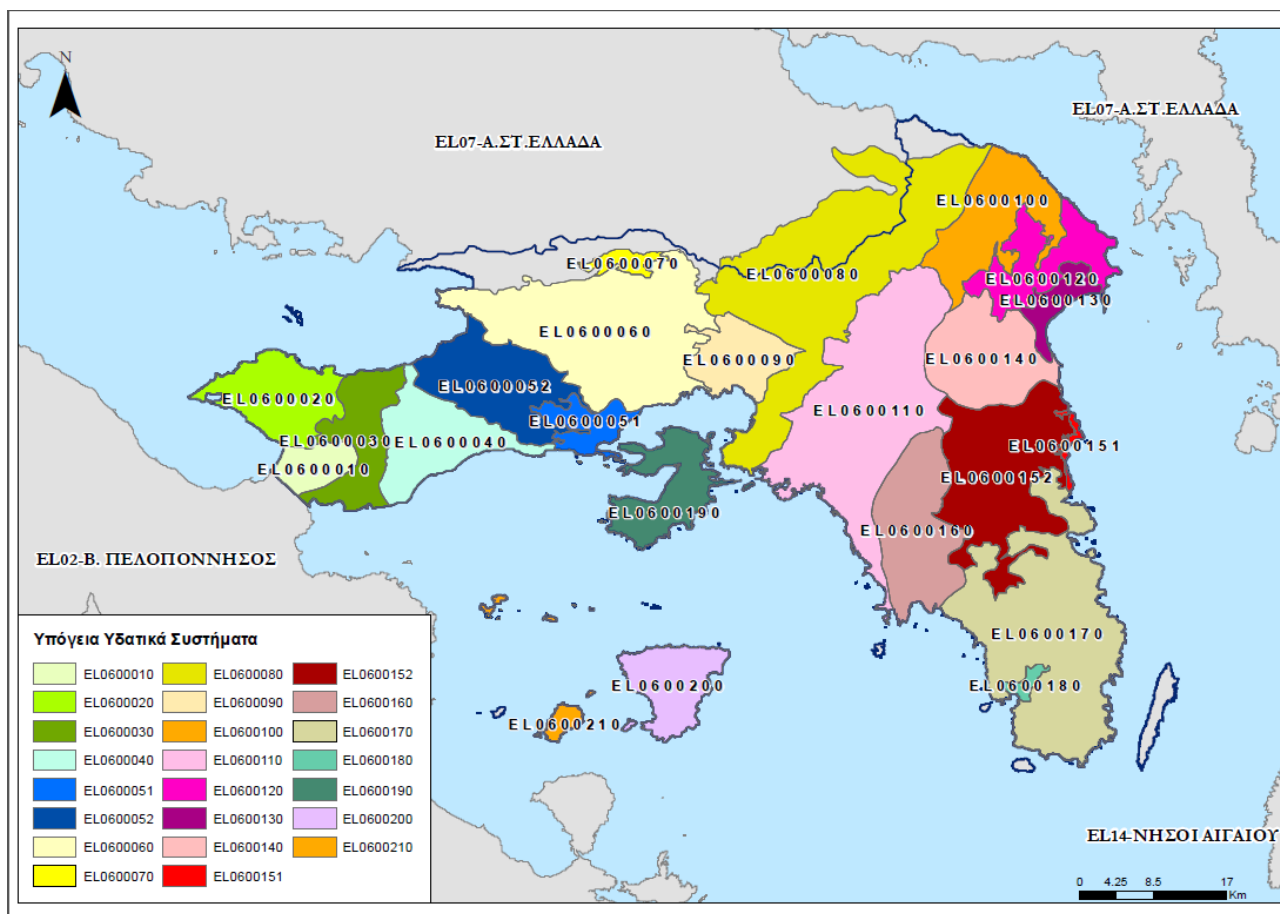 N
EL07-Α.ΣΤ.ΕΛΛΑΔΑ
EL07-Α.ΣΤ.ΕΛΛΑΔΑ
EL0600100
EL0600070
EL0600080
EL0600120
EL0600130
EL0600060
EL0600090
EL0600140
EL0600052
EL0600020
EL0600110
EL0600051
EL0600030
EL0600040
EL0600151
EL0600010
EL0600152
EL0600190
EL0600160
EL02-Β. ΠΕΛΟΠΟΝΝΗΣΟΣ
EL0600170
EL0600200
EL0600180
EL0600210
Υπόγεια Υδατικά Συστήματα
EL0600010 EL0600080 EL0600152
EL0600020 EL0600090 EL0600160
EL0600030 EL0600100 EL0600170
EL0600040 EL0600110 EL0600180
EL0600051 EL0600120 EL0600190
EL0600052 EL0600130 EL0600200
EL0600060 EL0600140 EL0600210
EL0600070 EL0600151
EL14-ΝΗΣΟΙ ΑΙΓΑΙΟΥ
0 4.25 8.5 17
Km